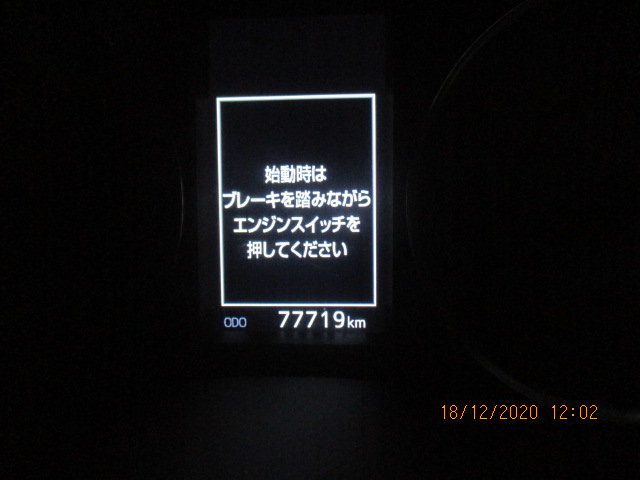 始動時は
ブレーキを踏みながら
エンジンスイッチを
押してください
ODO 77719km
18/12/2020 12:02